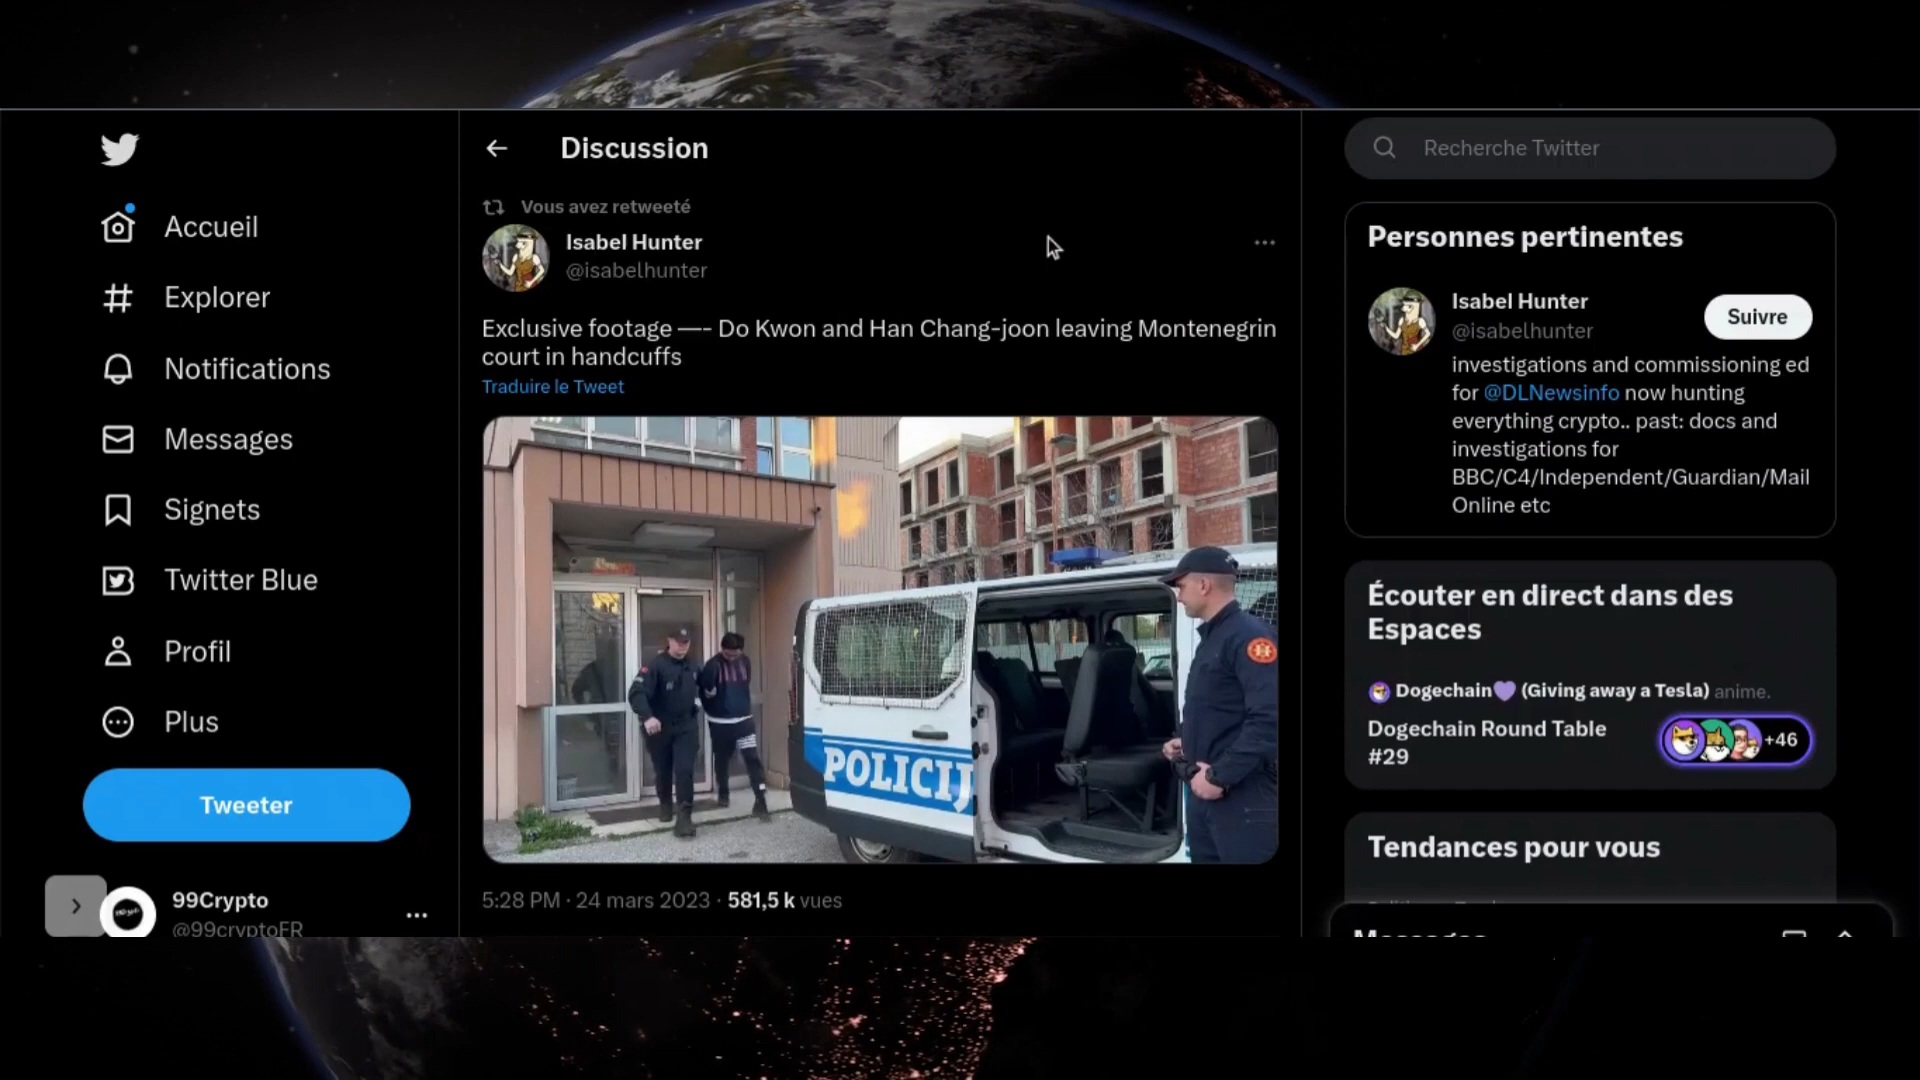 Accueil
Explorer
Notifications
Messages
Signets
Twitter Blue
Profil
Plus
Tweeter
99Crypto
@99cryptoFR
Discussion
Vous avez retweeté
Isabel Hunter
@isabelhunter
Exclusive footage —-- Do Kwon and Han Chang-joon leaving Montenegrin
court in handcuffs
Traduire le Tweet
POLICIJ
5:28 PM · 24 mars 2023 · 581,5 k vues
Recherche Twitter
Personnes pertinentes
Isabel Hunter
@isabelhunter
Suivre
investigations and commissioning ed
for @DLNewsinfo now hunting
everything crypto.. past: docs and
investigations for
BBC/C4/Independent/Guardian/Mail
Online etc
Écouter en direct dans des
Espaces
Dogechain💜 (Giving away a Tesla) anime.
Dogechain Round Table
#29
+46
Tendances pour vous
Messages